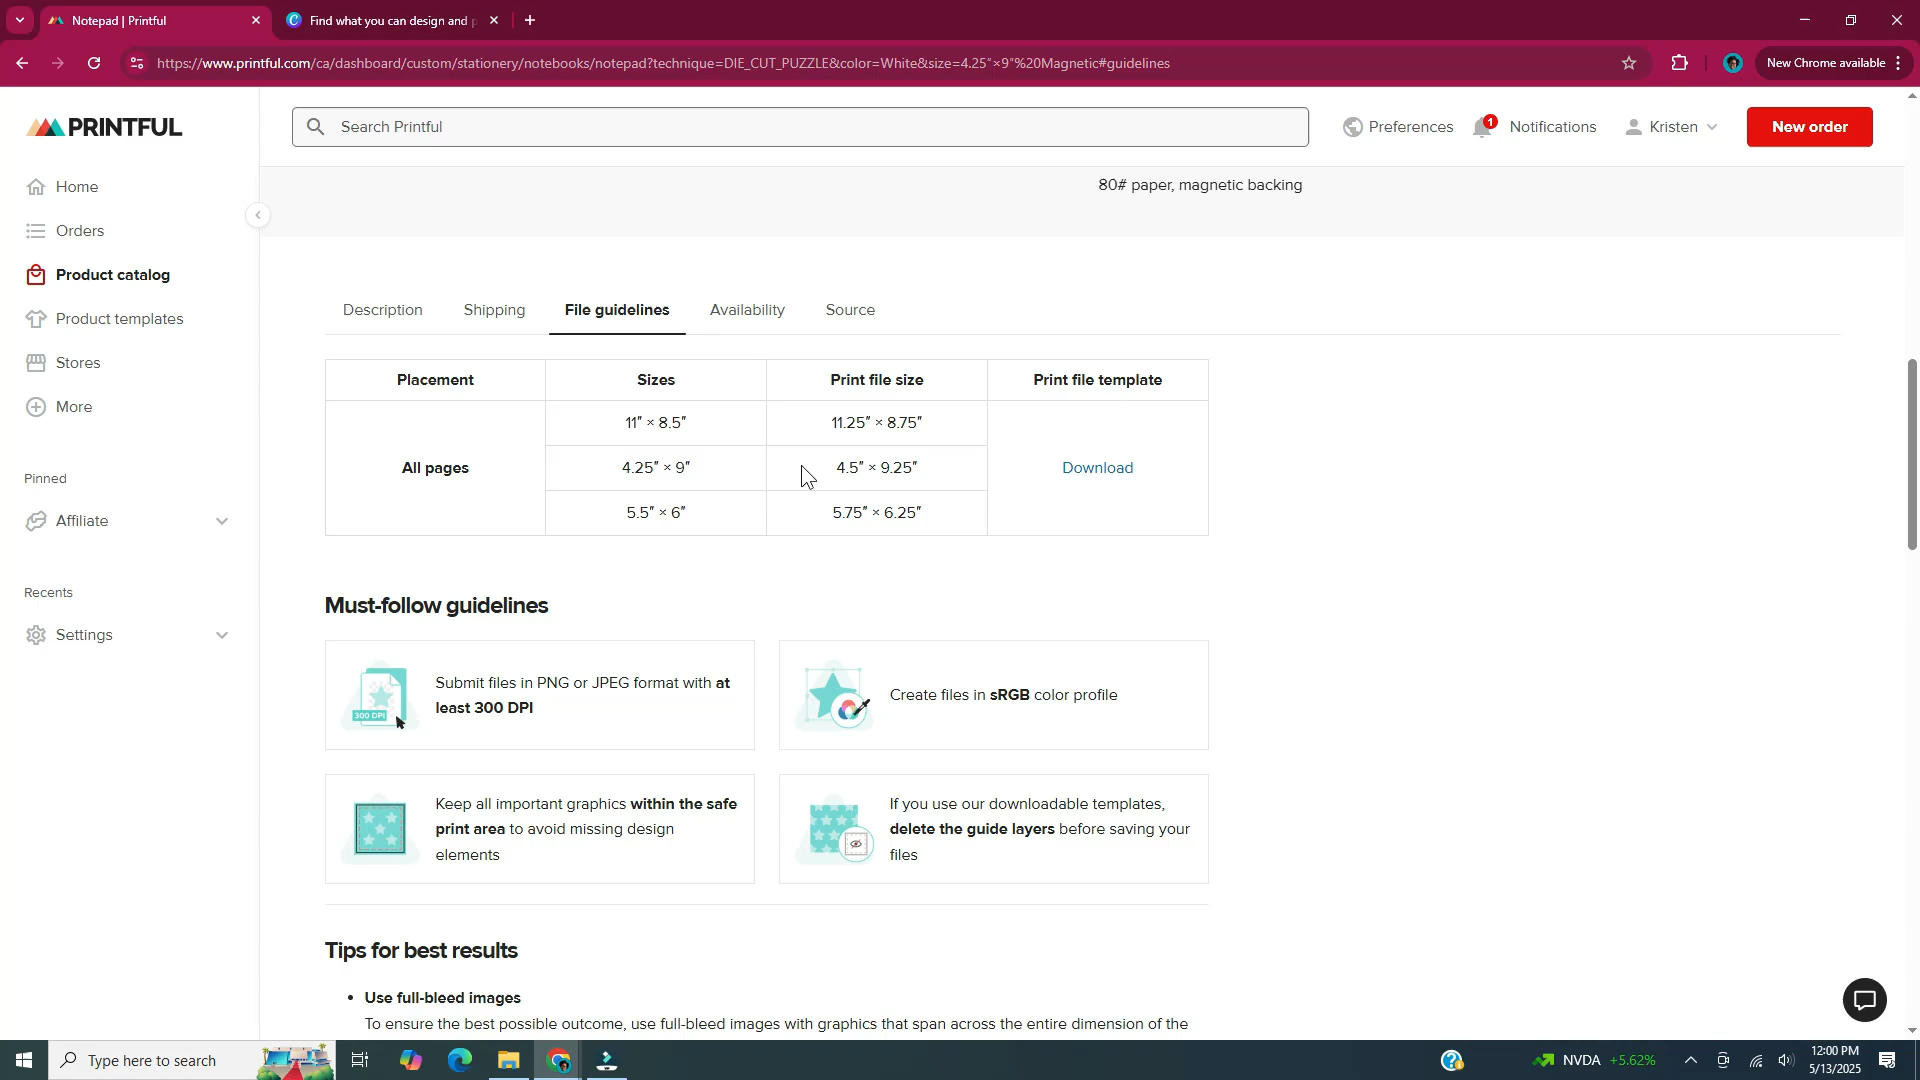 Notepad | Printful
Find what you can design and p
https://www.printful.com/ca/dashboard/custom/stationery/notebooks/notepad?technique=DIE_CUT_PUZZLE&color=White&size=4.25"×9"%20Magnetic#guidelines
New Chrome available
PRINTFUL
Search Printful
Preferences
1
Notifications
Kristen
New order
Home
Orders
Product catalog
Product templates
Stores
More
Pinned
Affiliate
Recents
Settings
80# paper, magnetic backing
Description Shipping File guidelines Availability Source
Placement Sizes Print file size Print file template
11″ × 8.5″ 11.25″ × 8.75″
All pages 4.25″ × 9″ 4.5″ × 9.25″ Download
5.5″ × 6″ 5.75″ × 6.25″
Must-follow guidelines
300 DPI
Submit files in PNG or JPEG format with at
least 300 DPI
Create files in sRGB color profile
Keep all important graphics within the safe
print area to avoid missing design
elements
If you use our downloadable templates,
delete the guide layers before saving your
files
Tips for best results
• Use full-bleed images
To ensure the best possible outcome, use full-bleed images with graphics that span across the entire dimension of the
Type here to search
NVDA +5.62%
12:00 PM
5/13/2025